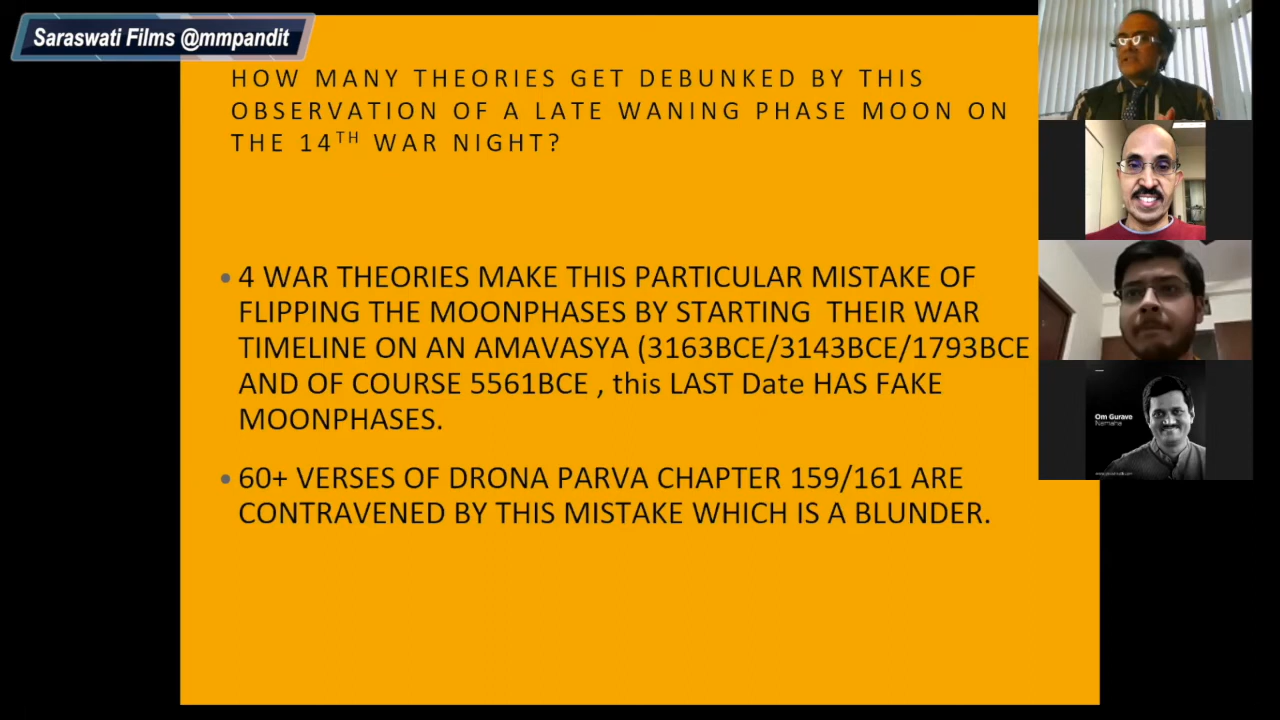 Saraswati Films @mmpandit
HOW MANY THEORIES GET DEBUNKED BY THIS
OBSERVATION OF A LATE WANING PHASE MOON ON
THE 14TH WAR NIGHT?
• 4 WAR THEORIES MAKE THIS PARTICULAR MISTAKE OF
FLIPPING THE MOONPHASES BY STARTING THEIR WAR
TIMELINE ON AN AMAVASYA (3163BCE/3143BCE/1793BCE
AND OF COURSE 5561BCE , this LAST Date HAS FAKE
MOONPHASES.
• 60+ VERSES OF DRONA PARVA CHAPTER 159/161 ARE
CONTRAVENED BY THIS MISTAKE WHICH IS A BLUNDER.
Om Gurave
Namaha